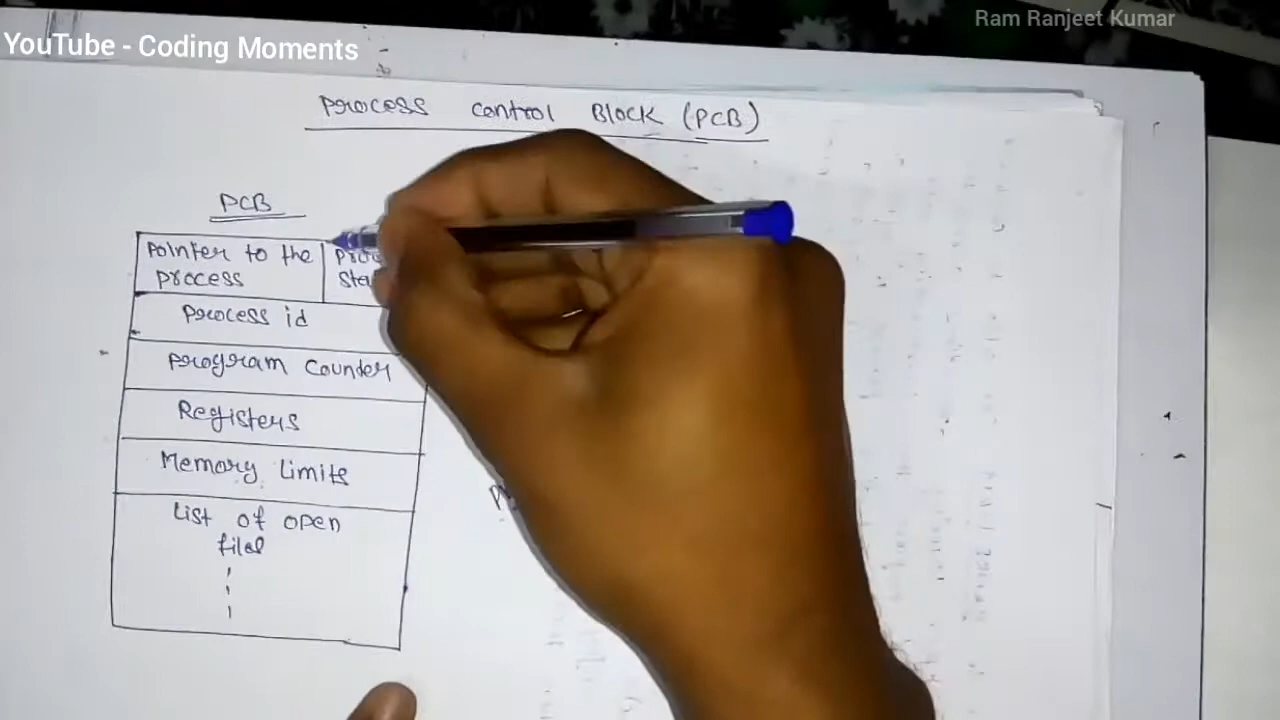 Ram Ranjeet Kumar
YouTube - Coding Moments
Process Control Block (PCB)
PCB
Pointer to the
process
Process id
Program Counter
Registers
Memory Limits
List of open
files